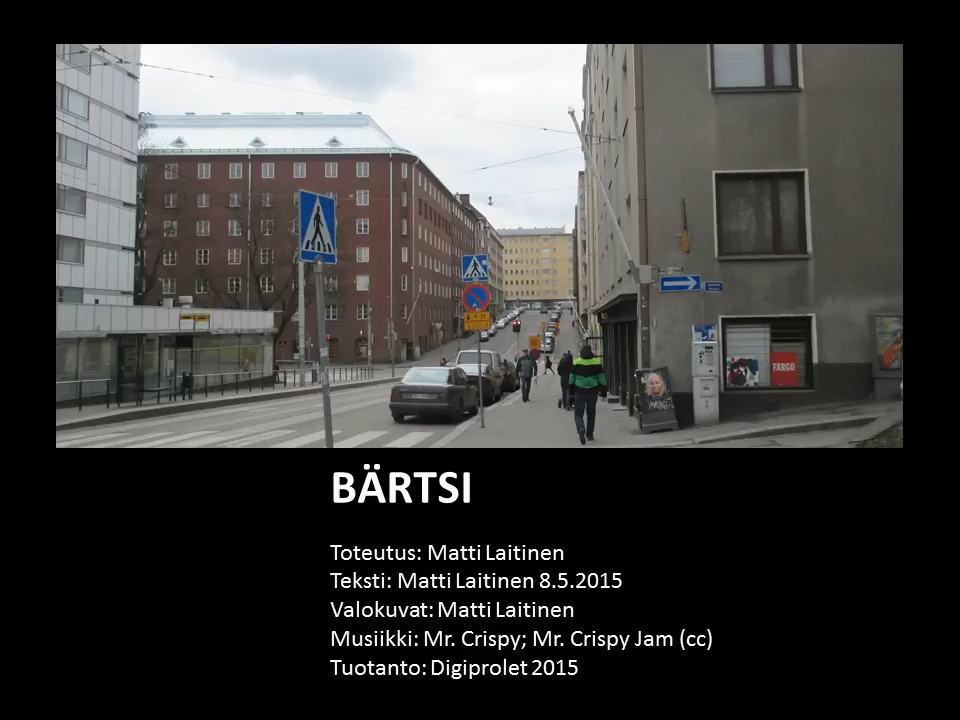 FARGO
BÄRTSI
Toteutus: Matti Laitinen
Teksti: Matti Laitinen 8.5.2015
Valokuvat: Matti Laitinen
Musiikki: Mr. Crispy; Mr. Crispy Jam (cc)
Tuotanto: Digiprolet 2015